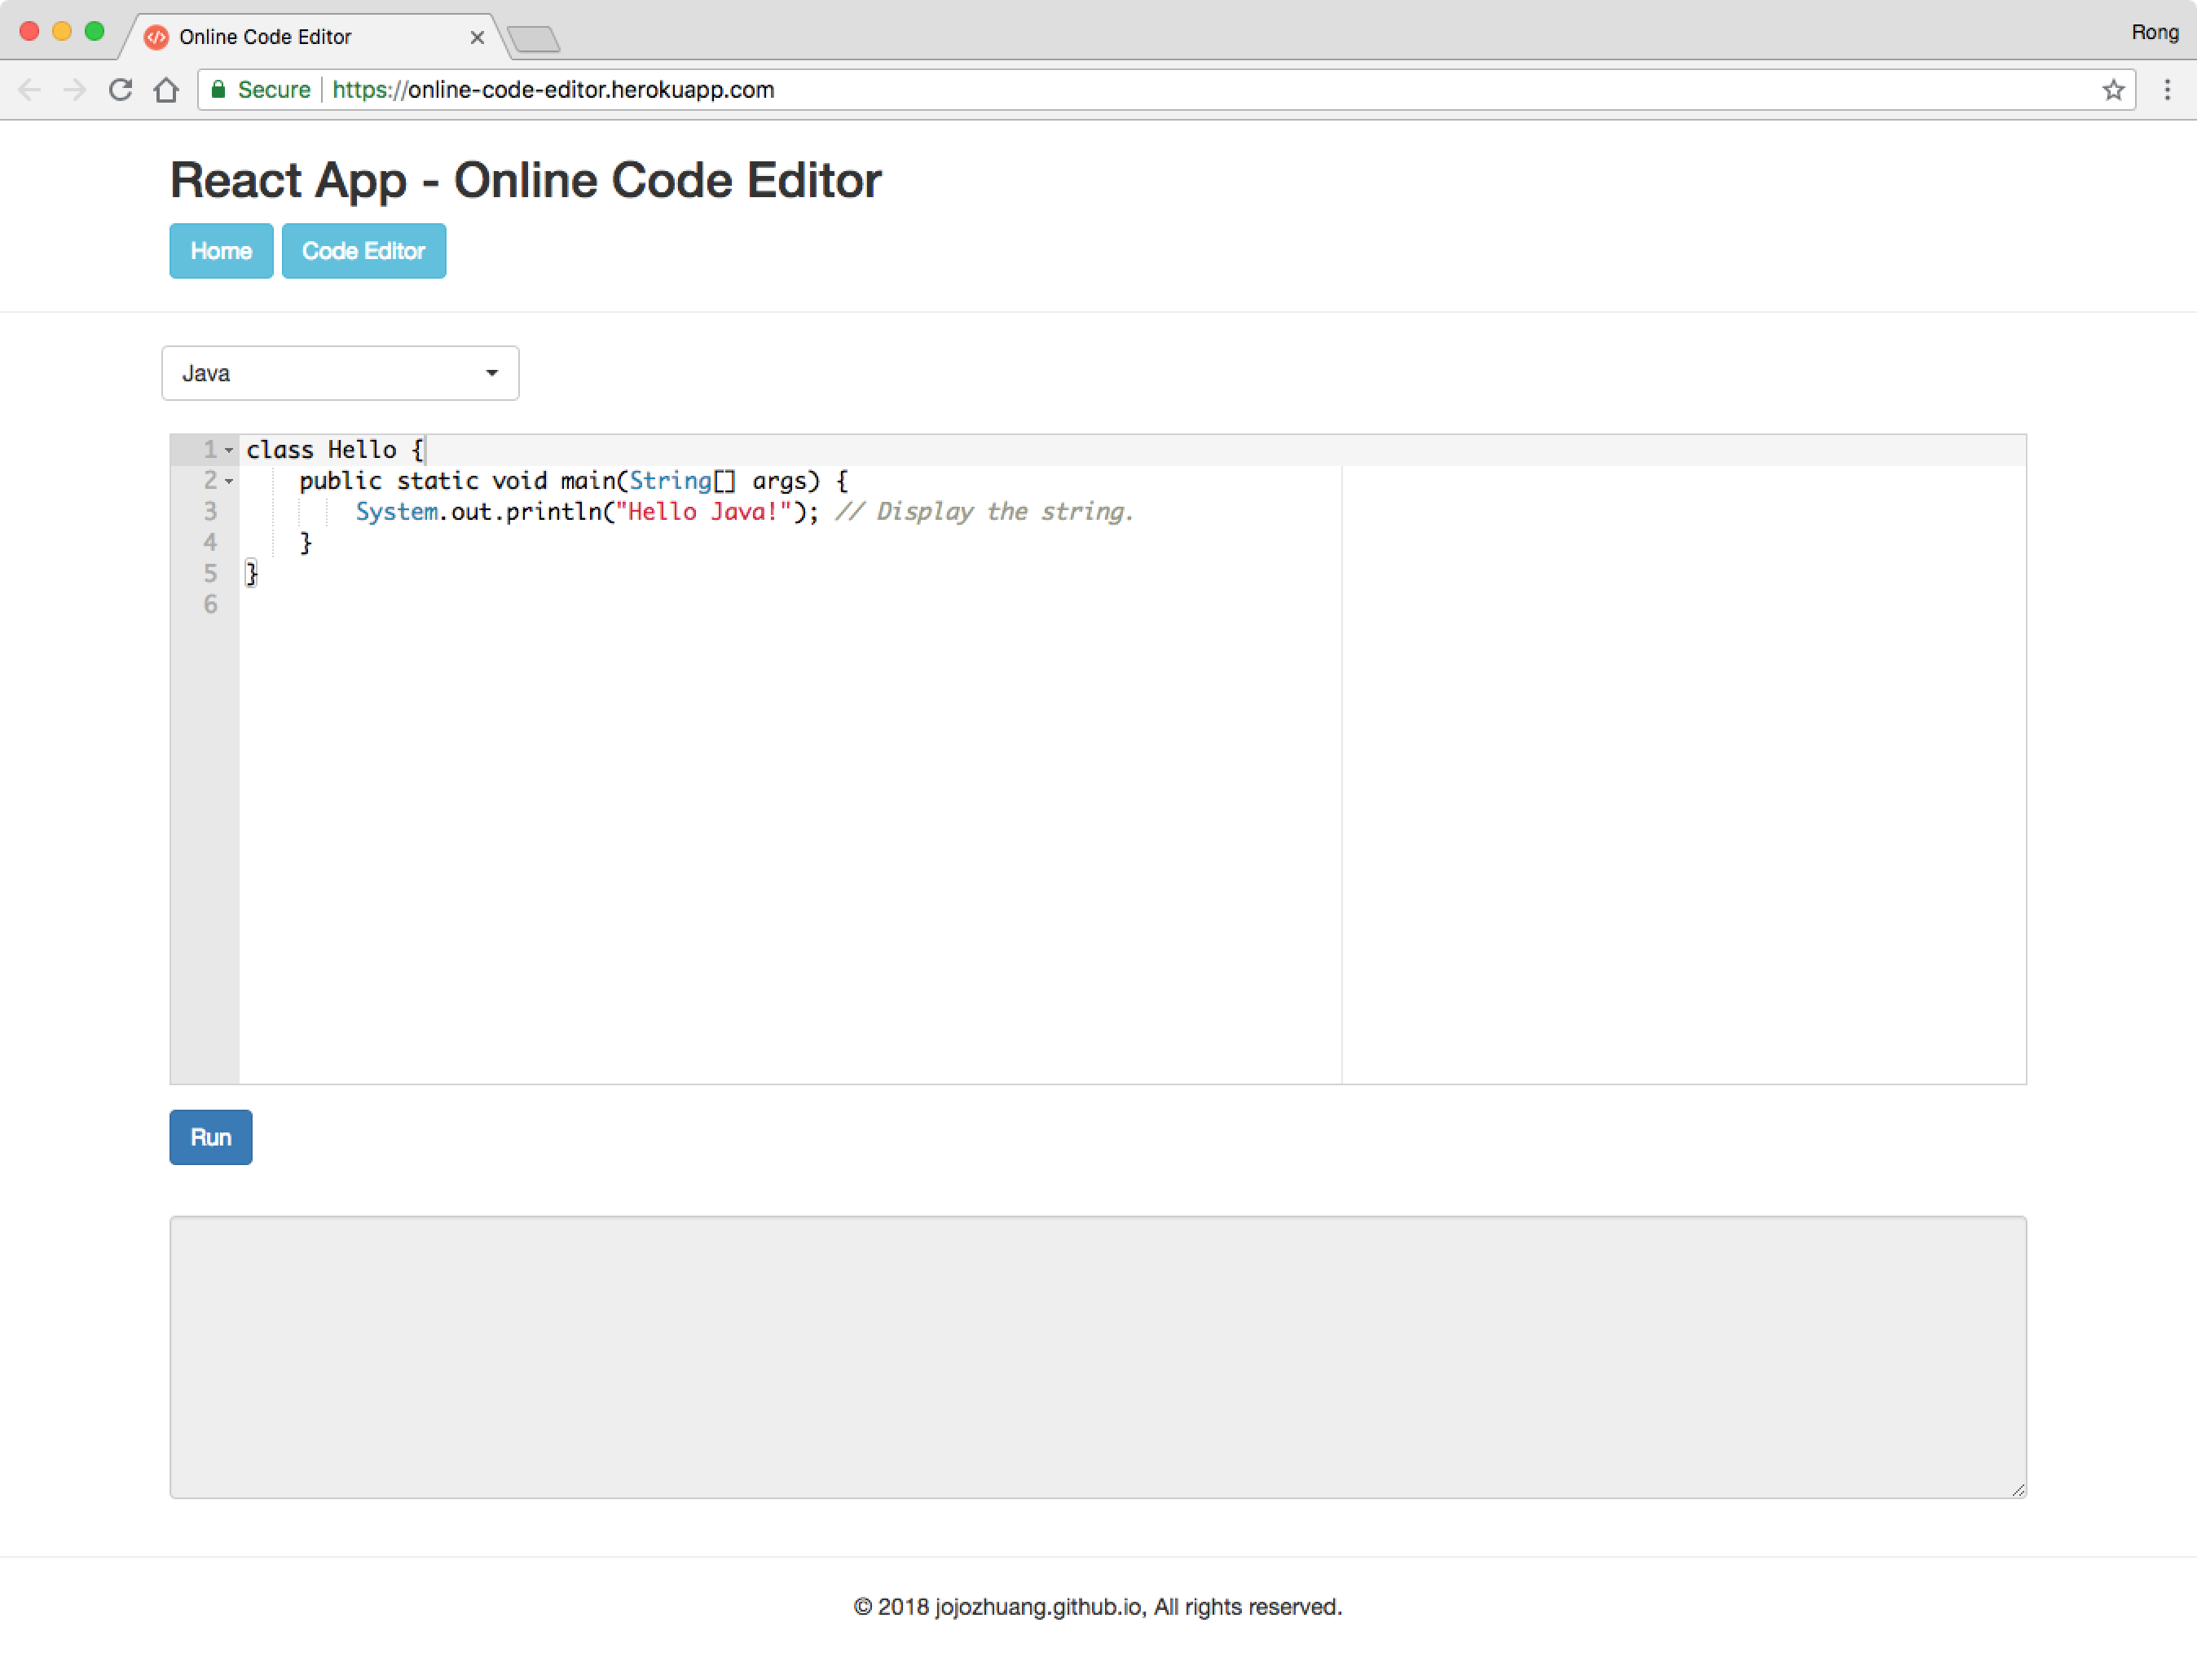 Online Code Editor
Rong
Secure https://online-code-editor.herokuapp.com
React App - Online Code Editor
Home Code Editor
Java
1 class Hello {
2 public static void main(String[] args) {
3 System.out.println("Hello Java!"); // Display the string.
4 }
5 }
6
Run
© 2018 jojozhuang.github.io, All rights reserved.